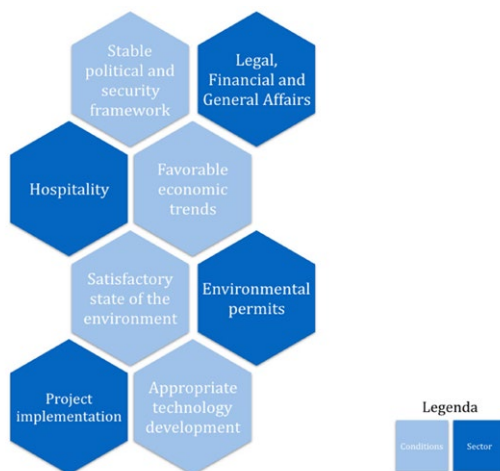 Stable
political and
security
framework
Legal,
Financial and
General Affairs
Hospitality
Favorable
economic
trends
Satisfactory
state of the
environment
Environmental
permits
Project
implementation
Appropriate
technology
development
Legenda
Conditions
Sector